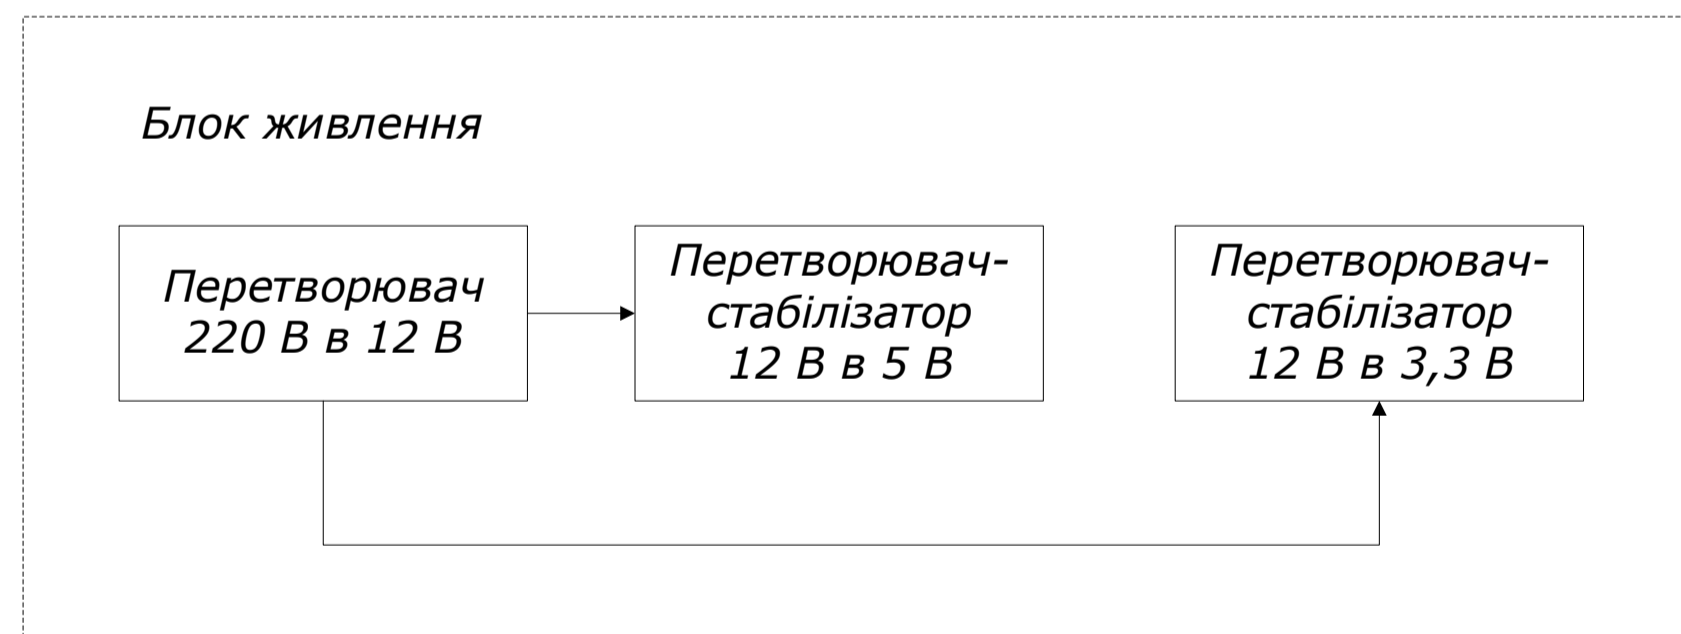 Блок живлення
Перетворювач
220 В в 12 В
Перетворювач-
стабілізатор
12 В в 5 В
Перетворювач-
стабілізатор
12 В в 3,3 В